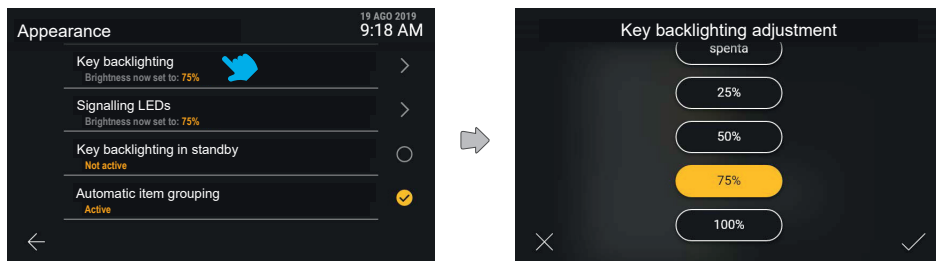 Appearance
19 AGO 2019
9:18 AM
Key backlighting
Brightness now set to: 75%
Signalling LEDs
Brightness now set to: 75%
Key backlighting in standby
Not active
Automatic item grouping
Active
Key backlighting adjustment
spenta
25%
50%
75%
100%